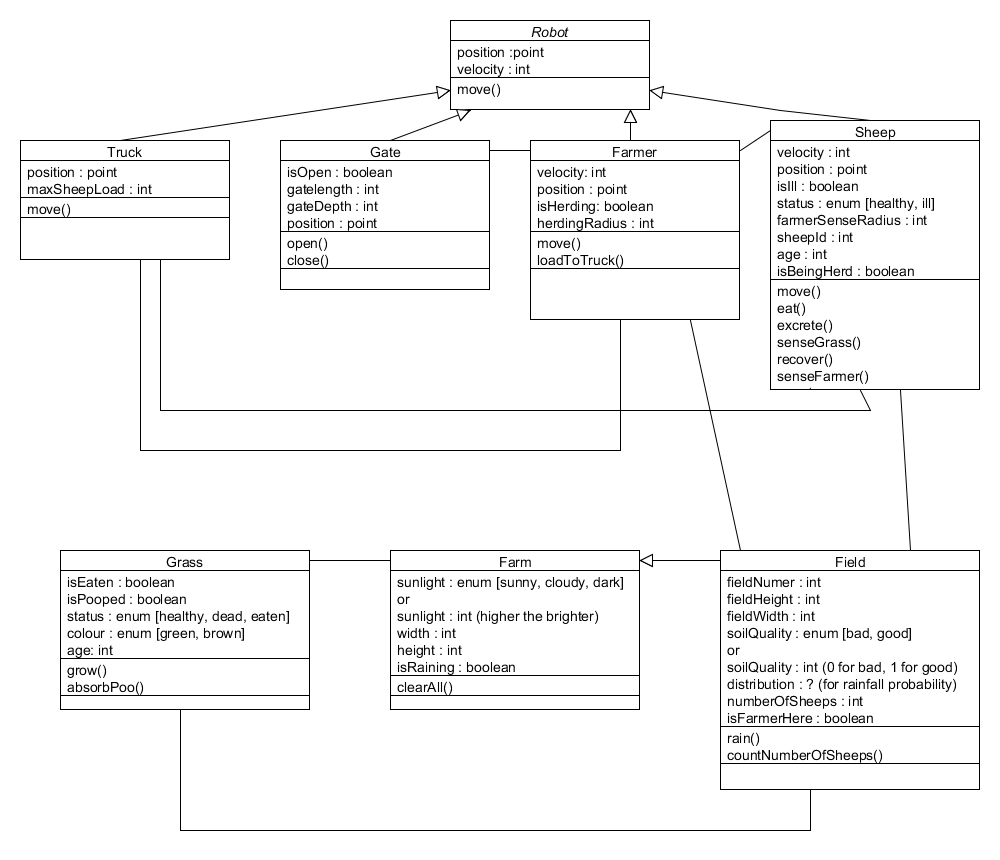 Robot
position :point
velocity : int
move()
Truck
position : point
maxSheepLoad : int
move()
Gate
isOpen : boolean
gatelength : int
gateDepth : int
position : point
open()
close()
Farmer
velocity: int
position : point
isHerding: boolean
herdingRadius : int
move()
loadToTruck()
Sheep
velocity : int
position : point
isIll : boolean
status : enum [healthy, ill]
farmerSenseRadius : int
sheepId : int
age : int
isBeingHerd : boolean
move()
eat()
excrete()
senseGrass()
recover()
senseFarmer()
Grass
isEaten : boolean
isPooped : boolean
status : enum [healthy, dead, eaten]
colour : enum [green, brown]
age: int
grow()
absorbPoo()
Farm
sunlight : enum [sunny, cloudy, dark]
or
sunlight : int (higher the brighter)
width : int
height : int
isRaining : boolean
clearAll()
Field
fieldNumer : int
fieldHeight : int
fieldWidth : int
soilQuality : enum [bad, good]
or
soilQuality : int (0 for bad, 1 for good)
distribution : ? (for rainfall probability)
numberOfSheeps : int
isFarmerHere : boolean
rain()
countNumberOfSheeps()